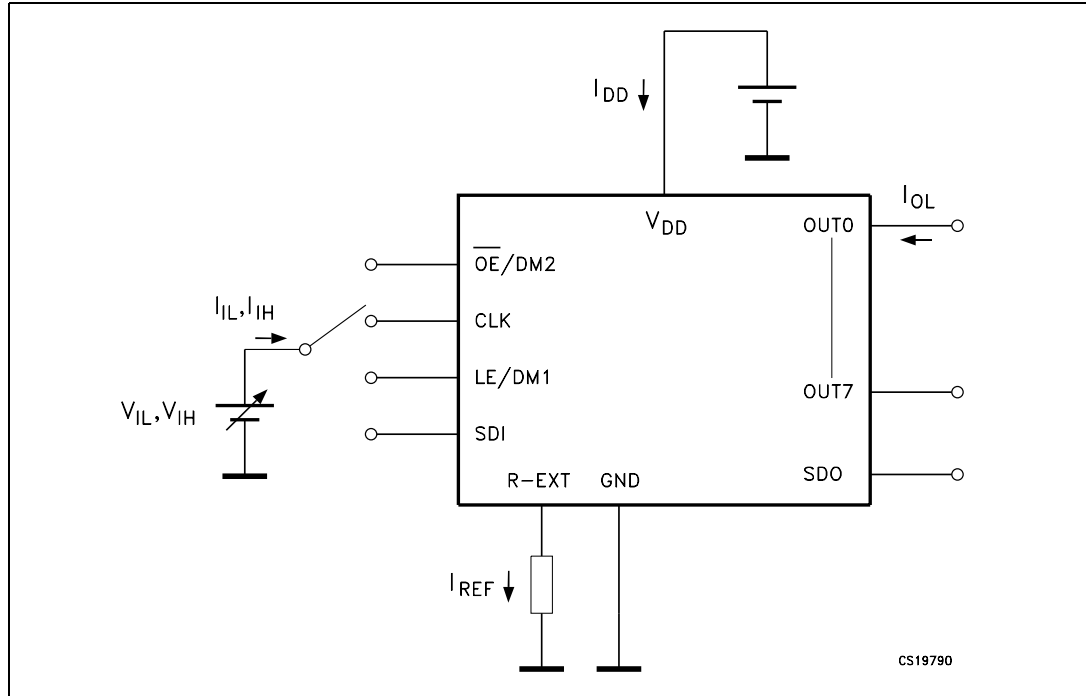 I_DD
I_OL
V_DD
OUT0
O̅E̅/DM2
I_IL,I_IH
CLK
LE/DM1
OUT7
V_IL,V_IH
SDI
SDO
R-EXT GND
I_REF
CS19790